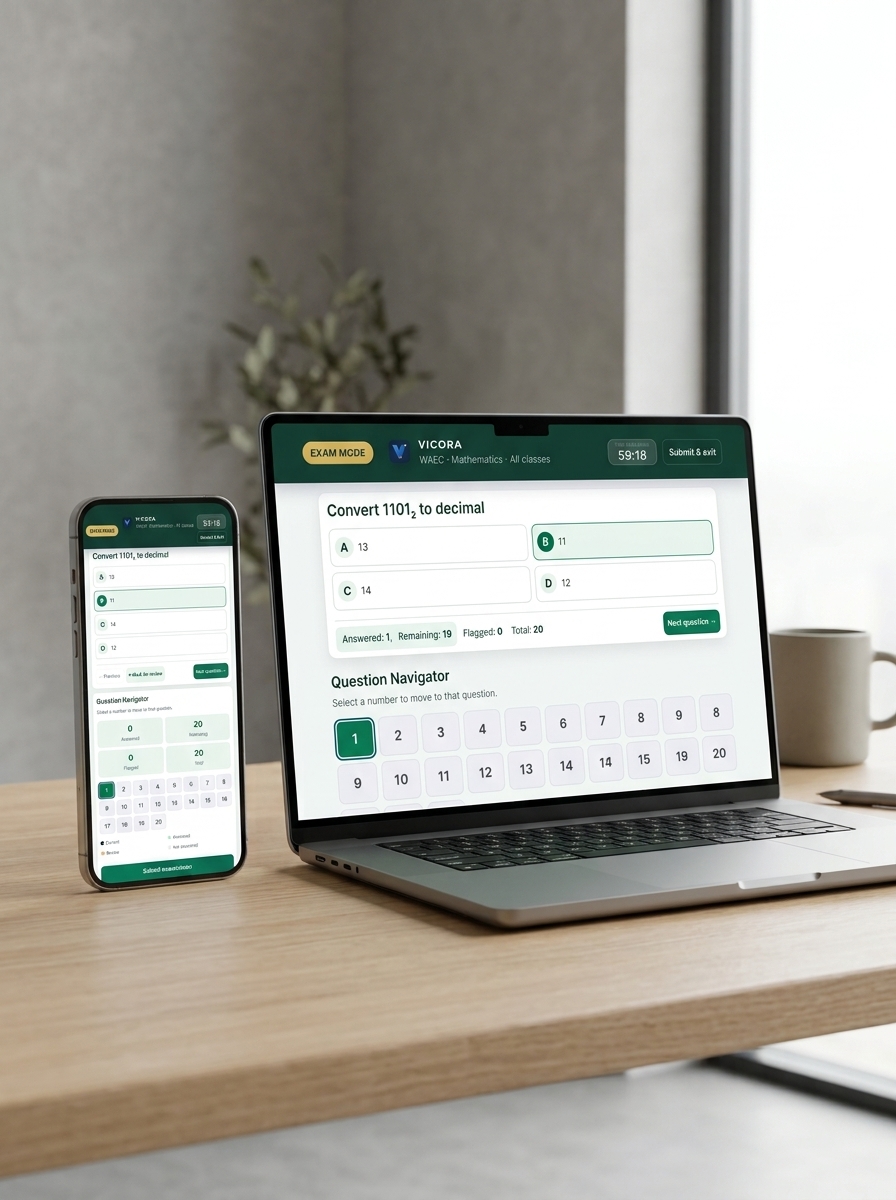 EXAM MODE
VICORA
WAEC - Mathematics · All classes
59:18
Submit & exit
Convert 1101₂ to decimal
A 13
B 11
C 14
D 12
Answered: 1, Remaining: 19 Flagged: 0 Total: 20
Next question →
Question Navigator
Select a number to move to that question.
1 2 3 4 5 6 7 8 9 8
9 10 11 12 13 14 14 15 19 20
Convert 1101₂ to decimal
13
11
C 14
12
Previous
0
Answered
20
0
Flagged
20
1 2 3 4 5 6 7 8
9 10 11 12 13 14 15 16
17 18 19 20